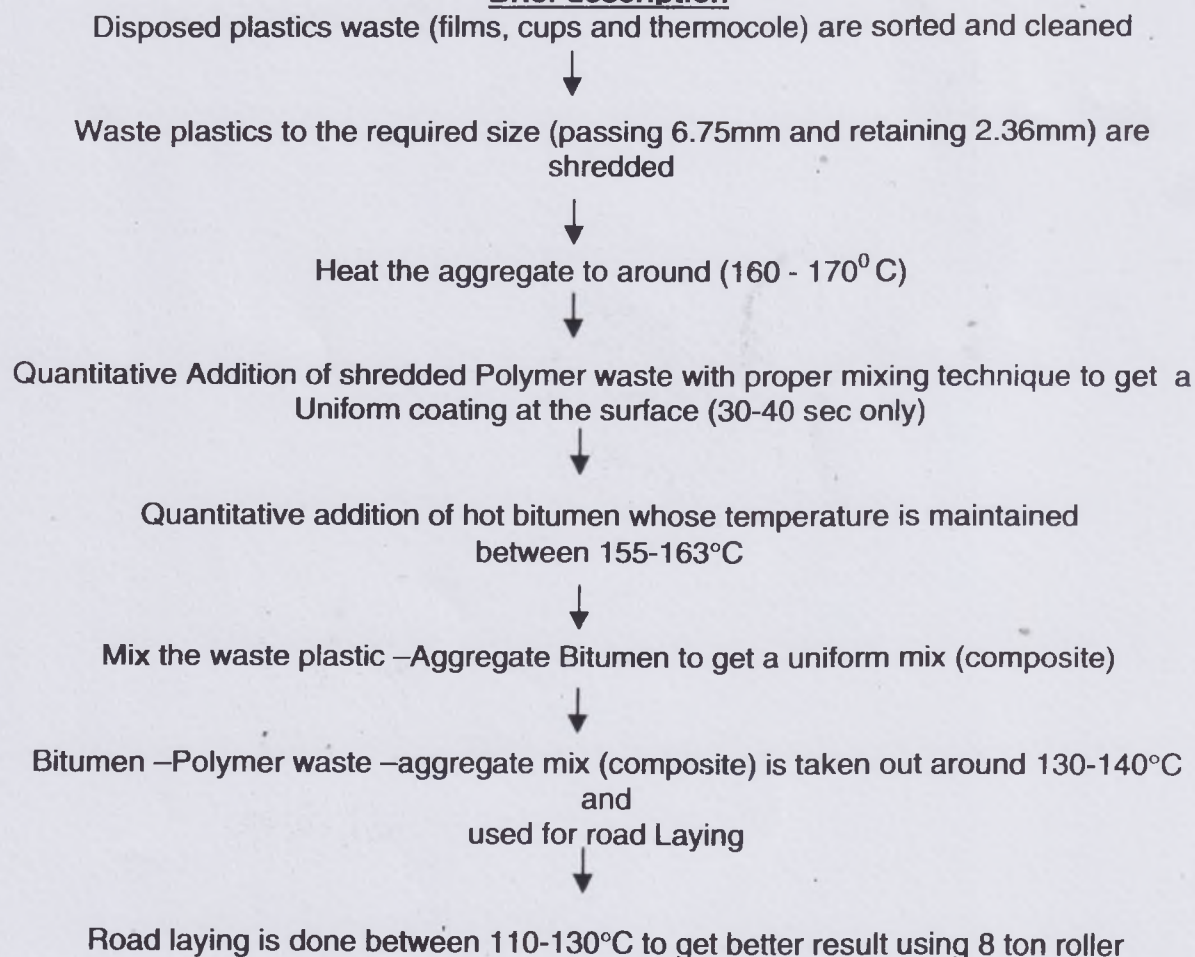 Brief description
Disposed plastics waste (films, cups and thermocole) are sorted and cleaned
Waste plastics to the required size (passing 6.75mm and retaining 2.36mm) are
shredded
Heat the aggregate to around (160 - 170⁰ C)
Quantitative Addition of shredded Polymer waste with proper mixing technique to get a
Uniform coating at the surface (30-40 sec only)
Quantitative addition of hot bitumen whose temperature is maintained
between 155-163°C
Mix the waste plastic –Aggregate Bitumen to get a uniform mix (composite)
Bitumen –Polymer waste –aggregate mix (composite) is taken out around 130-140°C
and
used for road Laying
Road laying is done between 110-130°C to get better result using 8 ton roller